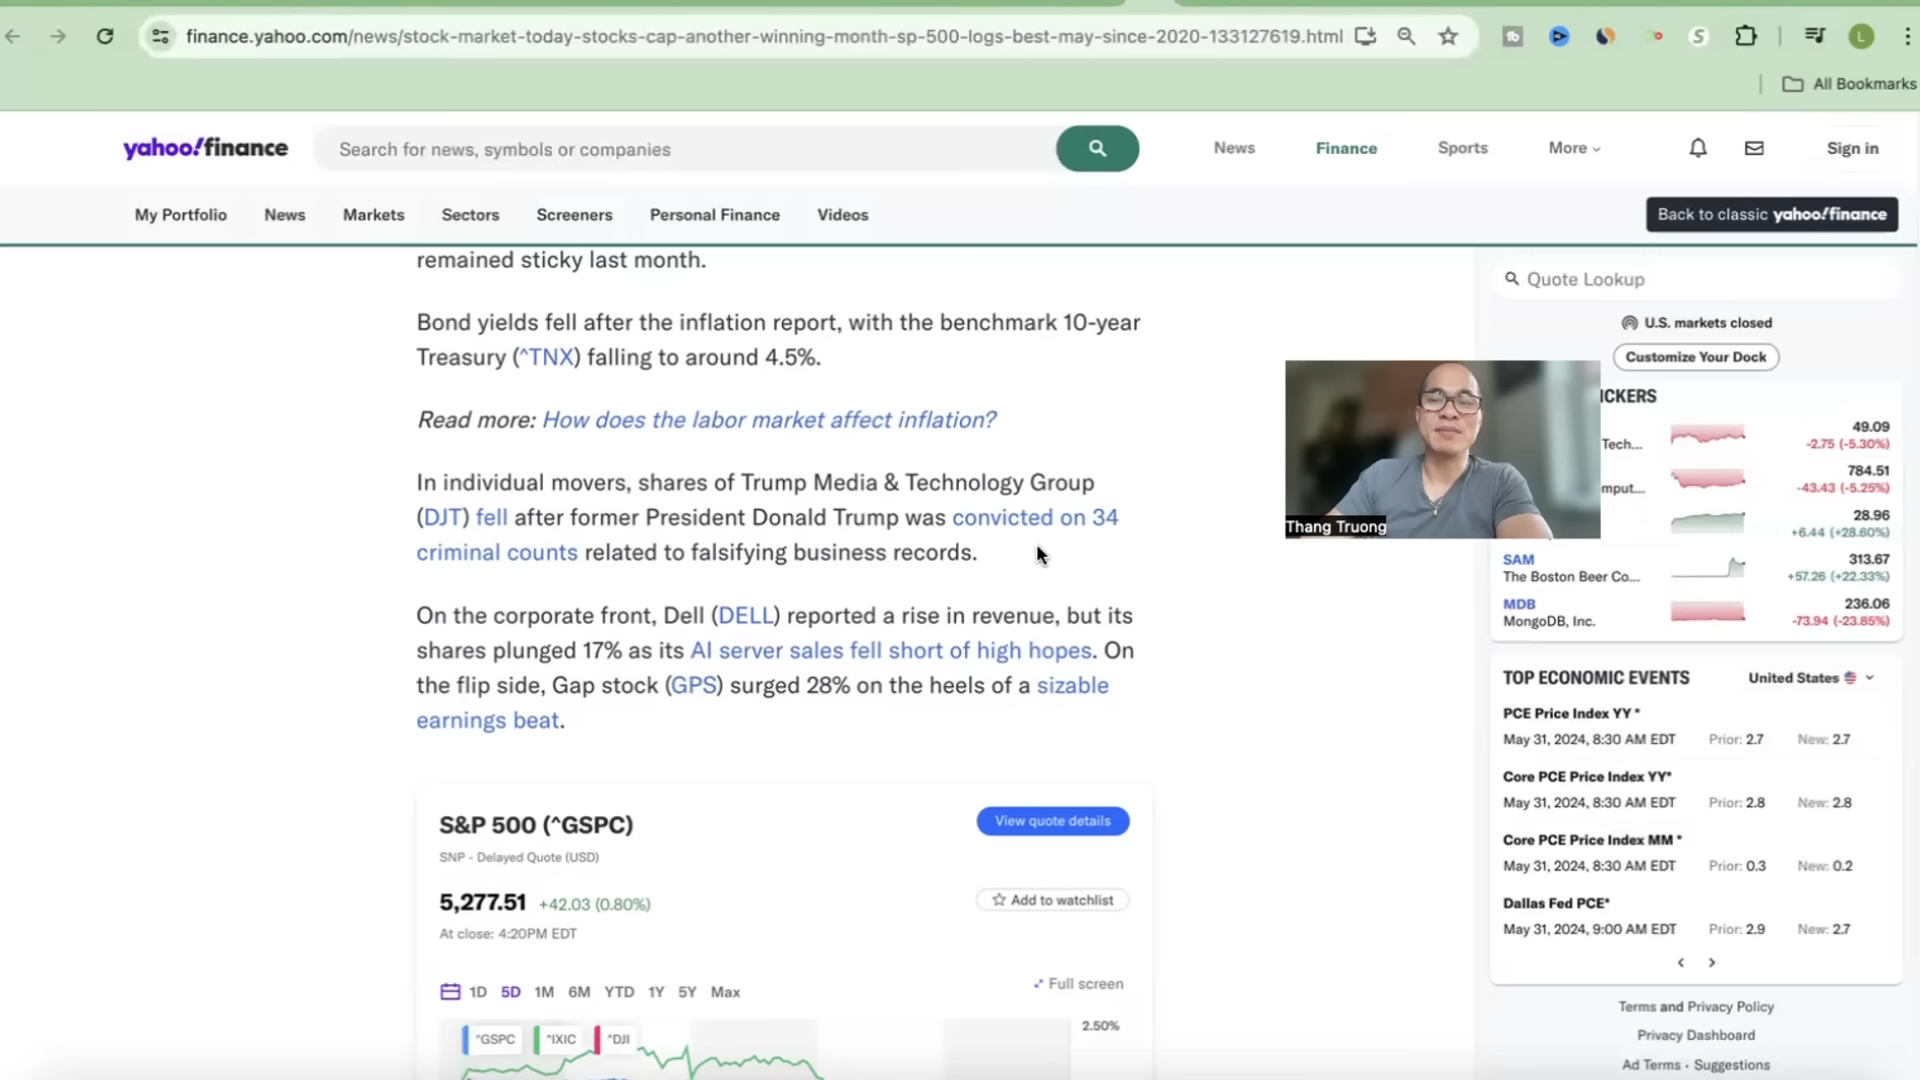 finance.yahoo.com/news/stock-market-today-stocks-cap-another-winning-month-sp-500-logs-best-may-since-2020-133127619.html
L
All Bookmarks
yahoo!finance
Search for news, symbols or companies
News
Finance
Sports
More
Sign in
My Portfolio
News
Markets
Sectors
Screeners
Personal Finance
Videos
Back to classic yahoo!finance
remained sticky last month.
Bond yields fell after the inflation report, with the benchmark 10-year
Treasury (^TNX) falling to around 4.5%.
Read more: How does the labor market affect inflation?
In individual movers, shares of Trump Media & Technology Group
(DJT) fell after former President Donald Trump was convicted on 34
criminal counts related to falsifying business records.
On the corporate front, Dell (DELL) reported a rise in revenue, but its
shares plunged 17% as its AI server sales fell short of high hopes. On
the flip side, Gap stock (GPS) surged 28% on the heels of a sizable
earnings beat.
S&P 500 (^GSPC)
View quote details
SNP - Delayed Quote (USD)
5,277.51 +42.03 (0.80%)
Add to watchlist
At close: 4:20PM EDT
1D 5D 1M 6M YTD 1Y 5Y Max
Full screen
^GSPC ^IXIC ^DJI
2.50%
Thang Truong
Quote Lookup
U.S. markets closed
Customize Your Dock
ICKERS
49.09
Tech... -2.75 (-5.30%)
784.51
mput... -43.43 (-5.25%)
28.96
+6.44 (+28.60%)
SAM 313.67
The Boston Beer Co... +57.26 (+22.33%)
MDB 236.06
MongoDB, Inc. -73.94 (-23.85%)
TOP ECONOMIC EVENTS United States
PCE Price Index YY *
May 31, 2024, 8:30 AM EDT Prior: 2.7 New: 2.7
Core PCE Price Index YY*
May 31, 2024, 8:30 AM EDT Prior: 2.8 New: 2.8
Core PCE Price Index MM *
May 31, 2024, 8:30 AM EDT Prior: 0.3 New: 0.2
Dallas Fed PCE*
May 31, 2024, 9:00 AM EDT Prior: 2.9 New: 2.7
Terms and Privacy Policy
Privacy Dashboard
Ad Terms • Suggestions